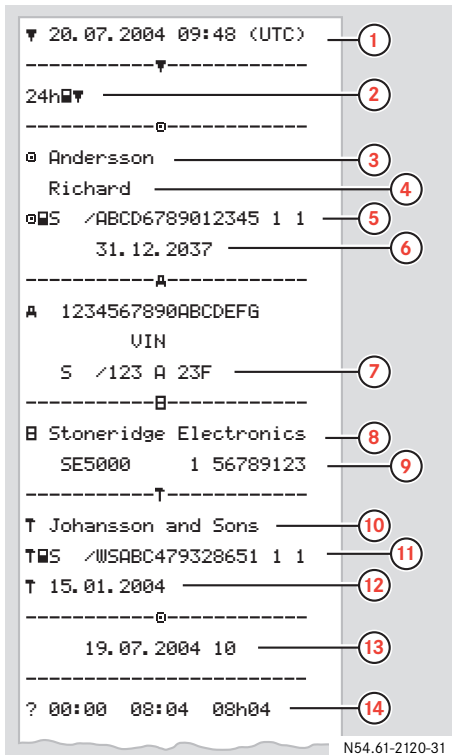 ▼ 20.07.2004 09:48 (UTC) 1
------------▼------------
24h▼ 2
3
Andersson
Richard 4
S /ABCD6789012345 1 1 5
31.12.2037 6
A 1234567890ABCDEFG
VIN
S /123 A 23F 7
Stoneridge Electronics 8
SE5000 1 56789123 9
T Johansson and Sons 10
TS /WSABC479328651 1 1 11
T 15.01.2004 12
19.07.2004 10 13
? 00:00 08:04 08h04 14
N54.61-2120-31